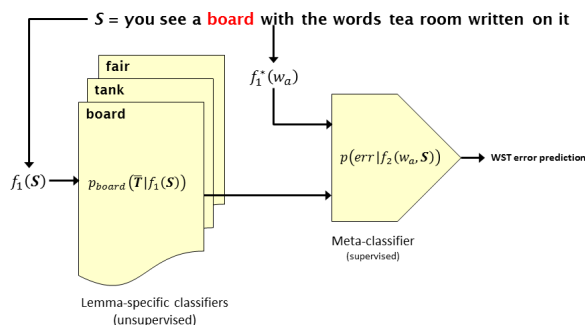 S = you see a board with the words tea room written on it
fair
tank
board
f₁*(wₐ)
f₁(S)
p_board(T̅|f₁(S))
p(err|f₂(wₐ, S))
WST error prediction
Meta-classifier
(supervised)
Lemma-specific classifiers
(unsupervised)